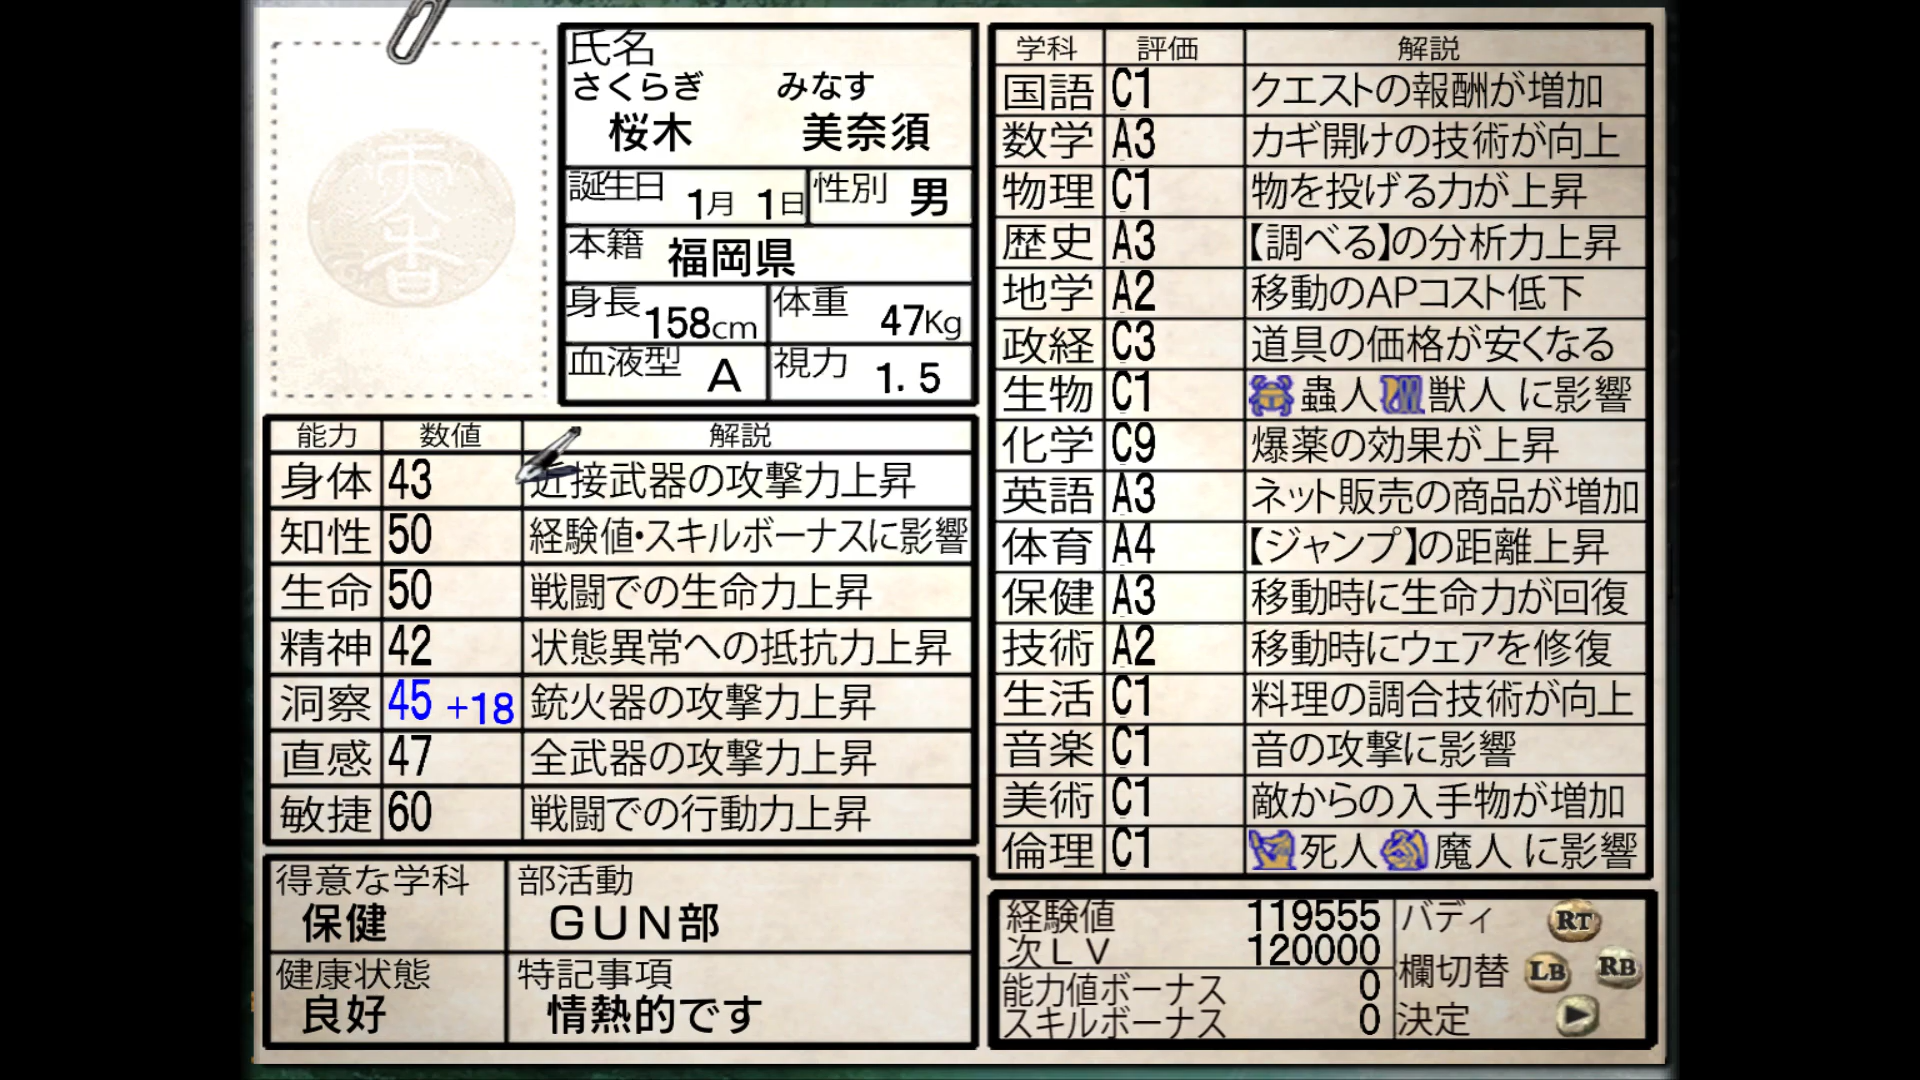 氏名
さくらぎ　みなす
桜木　美奈須
誕生日 1月 1日 性別 男
本籍 福岡県
身長 158cm 体重 47Kg
血液型 A 視力 1.5
能力 数値 解説
身体 43 近接武器の攻撃力上昇
知性 50 経験値・スキルボーナスに影響
生命 50 戦闘での生命力上昇
精神 42 状態異常への抵抗力上昇
洞察 45 +18 銃火器の攻撃力上昇
直感 47 全武器の攻撃力上昇
敏捷 60 戦闘での行動力上昇
得意な学科 部活動
保健 GUN部
健康状態 特記事項
良好 情熱的です
学科 評価 解説
国語 C1 クエストの報酬が増加
数学 A3 カギ開けの技術が向上
物理 C1 物を投げる力が上昇
歴史 A3 【調べる】の分析力上昇
地学 A2 移動のAPコスト低下
政経 C3 道具の価格が安くなる
生物 C1 蟲人 獣人 に影響
化学 C9 爆薬の効果が上昇
英語 A3 ネット販売の商品が増加
体育 A4 【ジャンプ】の距離上昇
保健 A3 移動時に生命力が回復
技術 A2 移動時にウェアを修復
生活 C1 料理の調合技術が向上
音楽 C1 音の攻撃に影響
美術 C1 敵からの入手物が増加
倫理 C1 死人 魔人 に影響
経験値 119555
次LV 120000
能力値ボーナス 0
スキルボーナス 0
バディ RT
欄切替 LB RB
決定